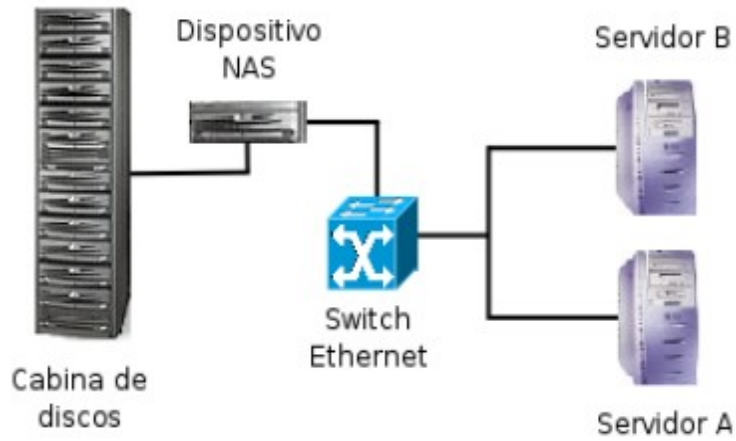 Dispositivo
NAS
Servidor B
Switch
Ethernet
Cabina de
discos
Servidor A